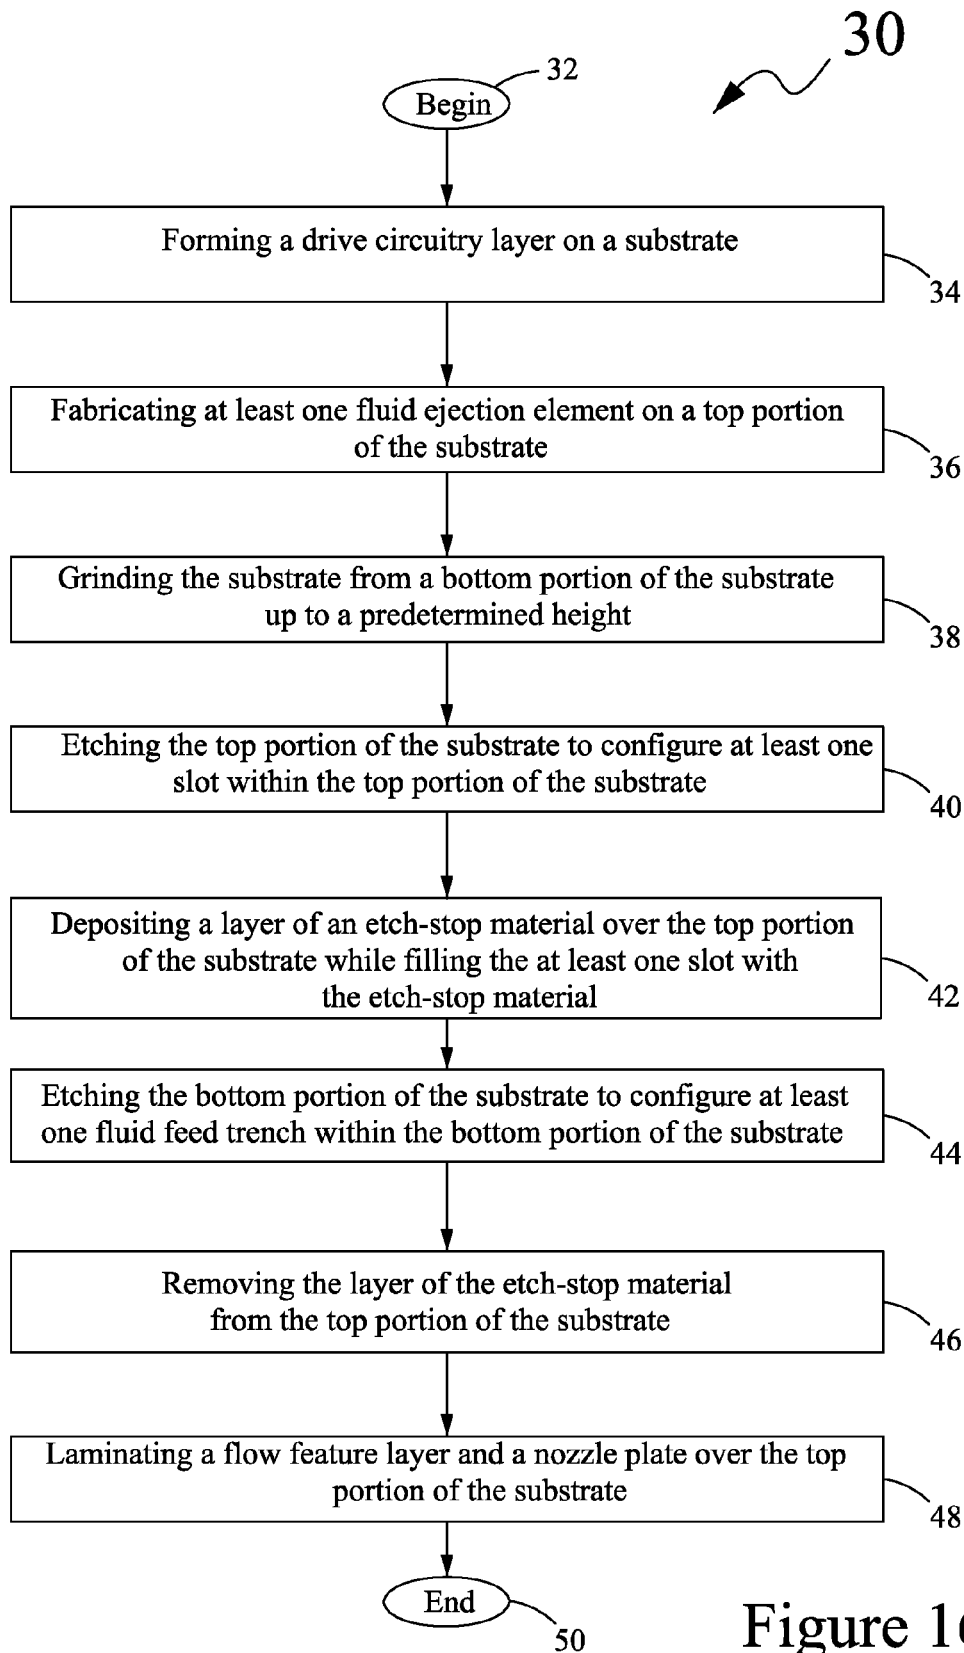 30
32
Begin
Forming a drive circuitry layer on a substrate
34
Fabricating at least one fluid ejection element on a top portion
of the substrate
36
Grinding the substrate from a bottom portion of the substrate
up to a predetermined height
38
Etching the top portion of the substrate to configure at least one
slot within the top portion of the substrate
40
Depositing a layer of an etch-stop material over the top portion
of the substrate while filling the at least one slot with
the etch-stop material
42
Etching the bottom portion of the substrate to configure at least
one fluid feed trench within the bottom portion of the substrate
44
Removing the layer of the etch-stop material
from the top portion of the substrate
46
Laminating a flow feature layer and a nozzle plate over the top
portion of the substrate
48
End
50
Figure